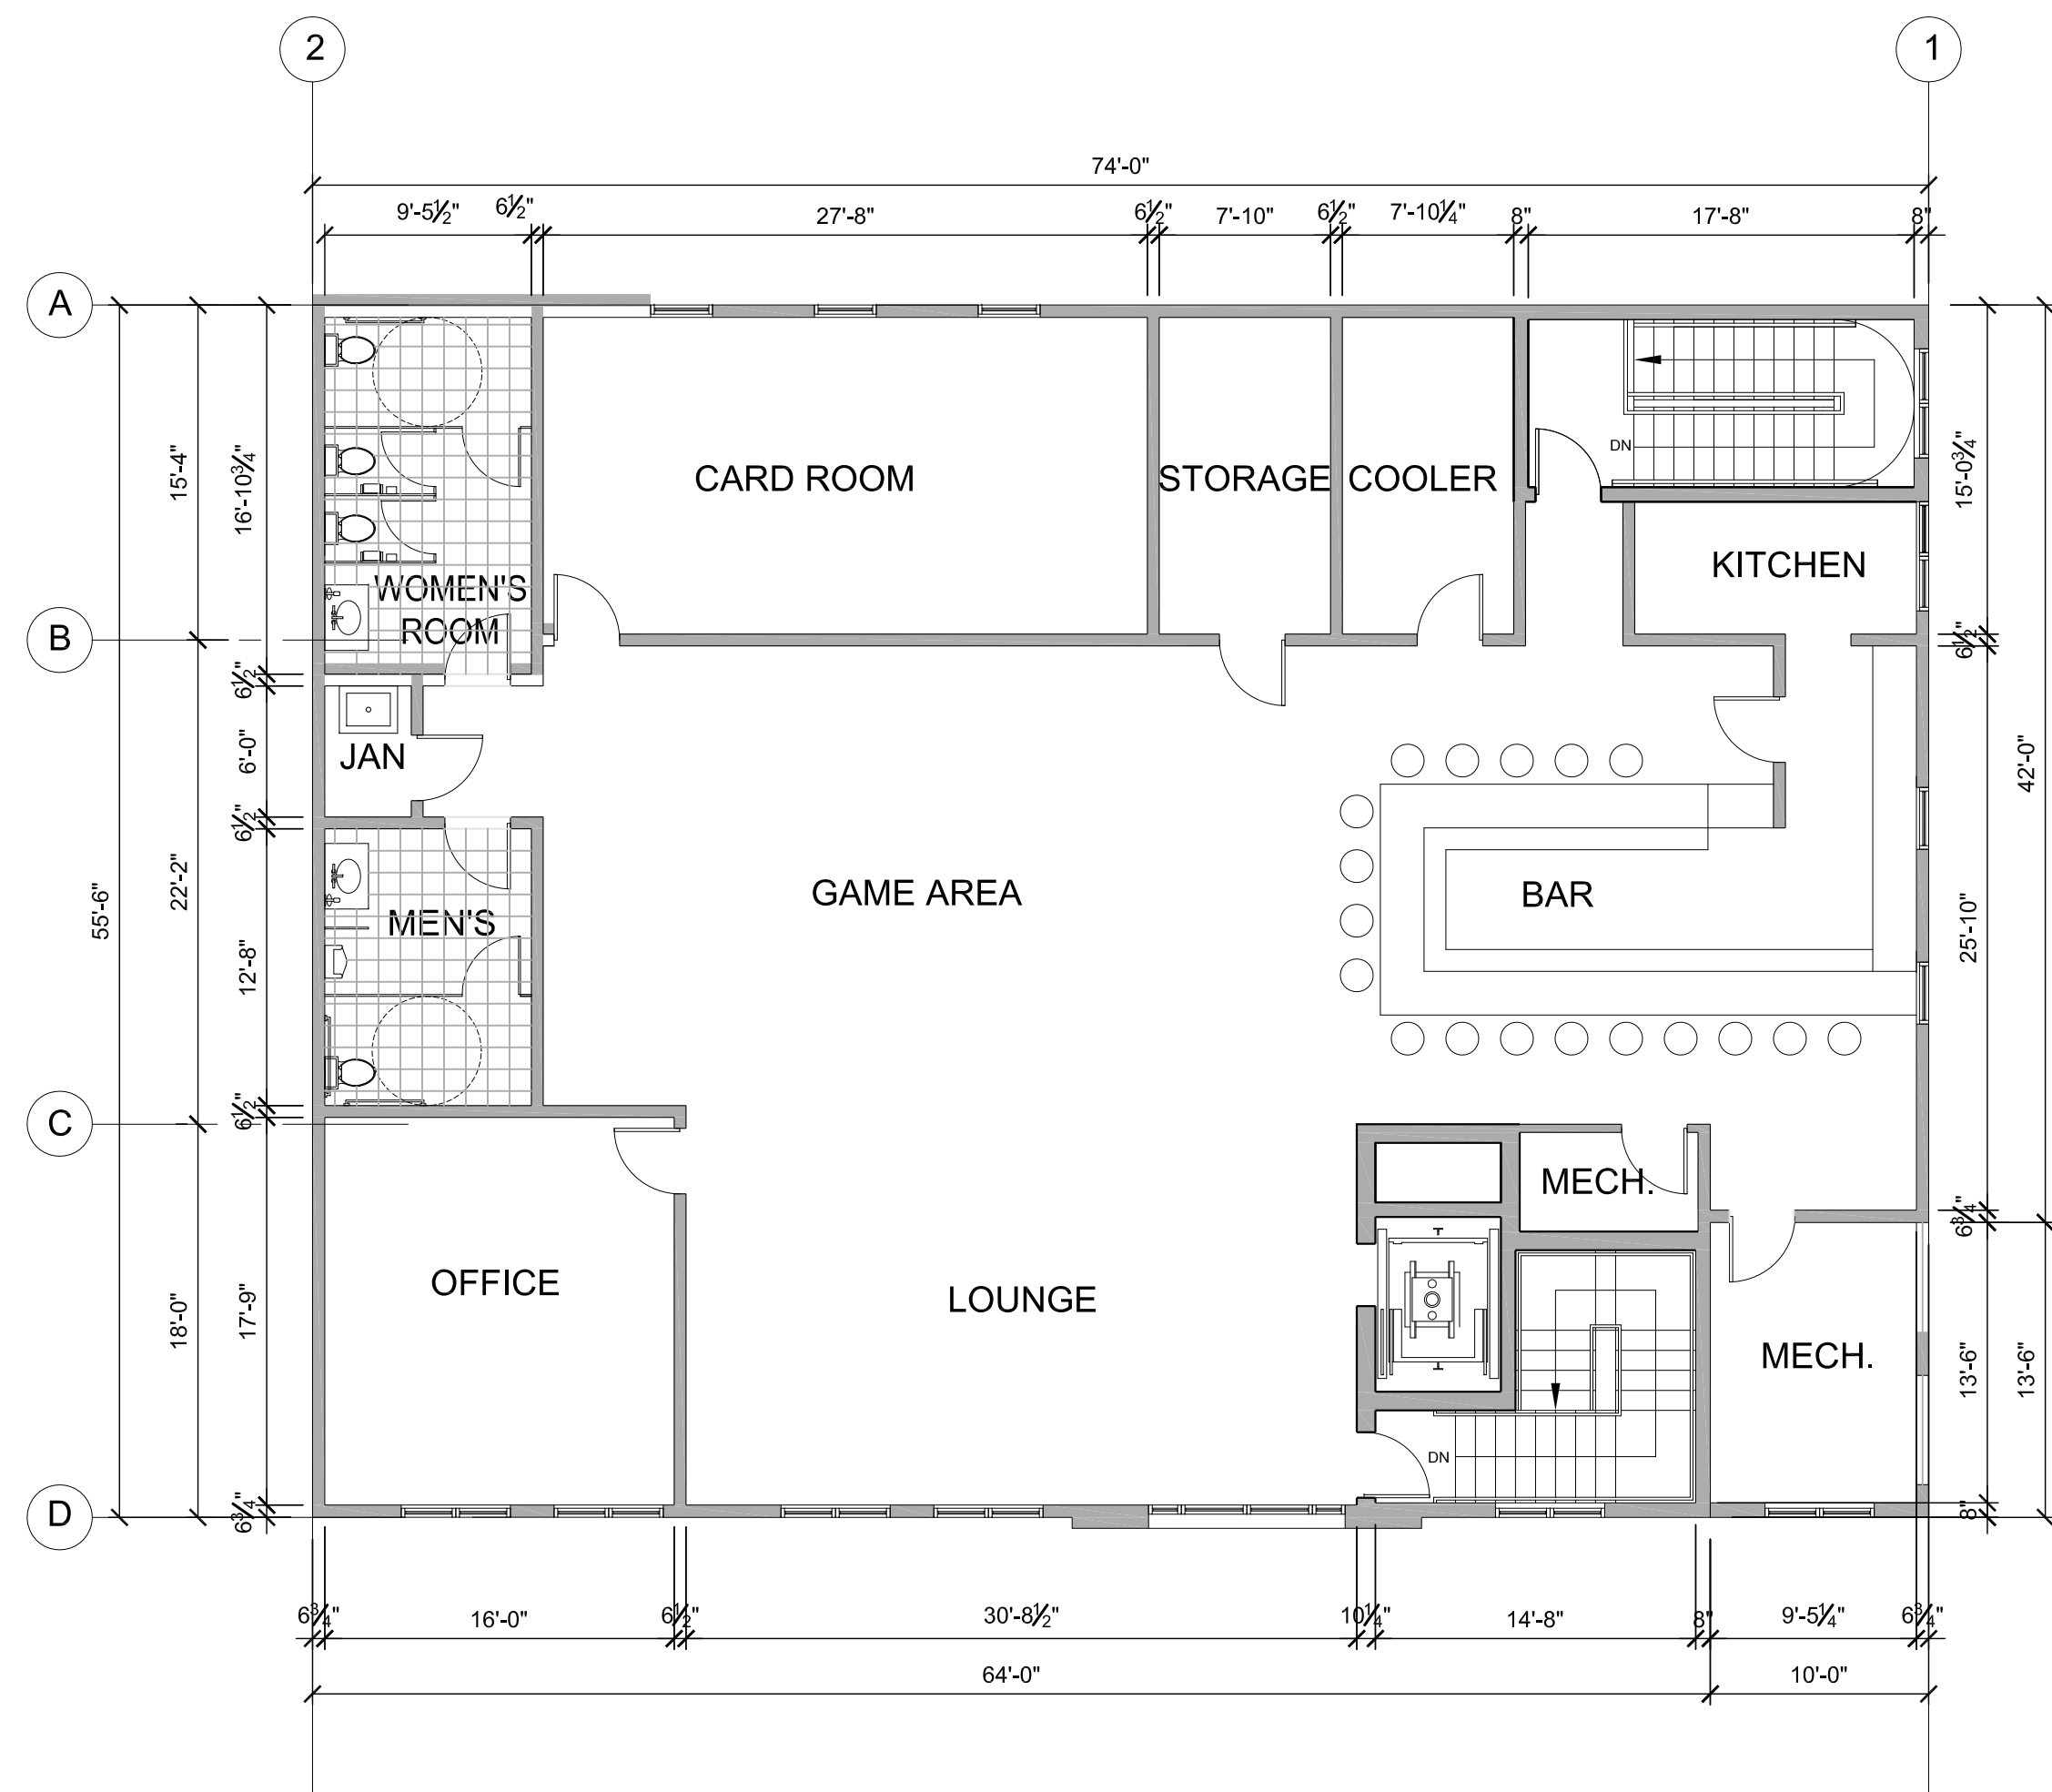 2
1
74'-0"
9'-5½"
6½"
27'-8"
6½"
7'-10"
6½"
7'-10¼"
8"
17'-8"
8"
A
B
C
D
55'-6"
15'-4"
22'-2"
18'-0"
16'-10¾"
6½"
6'-0"
6½"
12'-8"
6½"
17'-9"
6¾"
CARD ROOM
STORAGE
COOLER
DN
KITCHEN
WOMEN'S
ROOM
JAN
MEN'S
GAME AREA
BAR
OFFICE
LOUNGE
MECH.
MECH.
DN
15'-0¾"
6½"
25'-10"
6¾"
13'-6"
8"
42'-0"
13'-6"
6¾"
16'-0"
6½"
30'-8½"
10¼"
14'-8"
8"
9'-5¼"
6¾"
64'-0"
10'-0"